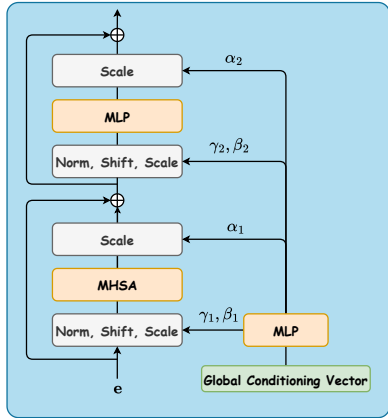 Scale
α₂
MLP
Norm, Shift, Scale
γ₂, β₂
Scale
α₁
MHSA
Norm, Shift, Scale
γ₁, β₁
MLP
Global Conditioning Vector
e